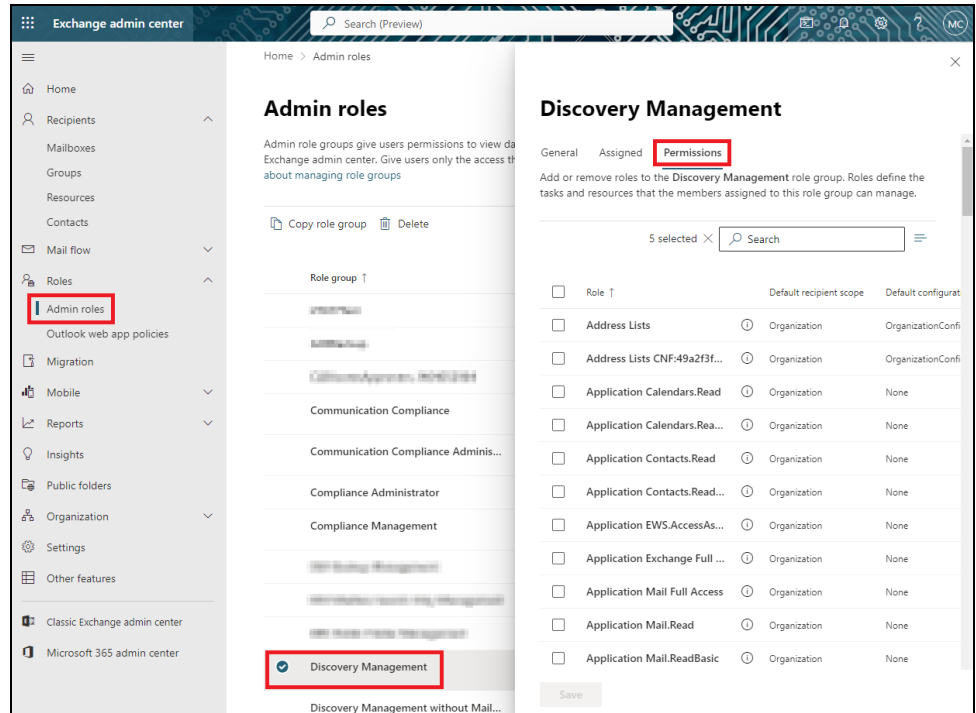 Exchange admin center
Search (Preview)
MC
Home
Recipients
Mailboxes
Groups
Resources
Contacts
Mail flow
Roles
Admin roles
Outlook web app policies
Migration
Mobile
Reports
Insights
Public folders
Organization
Settings
Other features
Classic Exchange admin center
Microsoft 365 admin center
Home > Admin roles
Admin roles
Admin role groups give users permissions to view da
Exchange admin center. Give users only the access th
about managing role groups
Copy role group Delete
Role group ↑
Communication Compliance
Communication Compliance Adminis...
Compliance Administrator
Compliance Management
Discovery Management
Discovery Management without Mail...
Discovery Management
General Assigned Permissions
Add or remove roles to the Discovery Management role group. Roles define the
tasks and resources that the members assigned to this role group can manage.
5 selected Search
Role ↑ Default recipient scope Default configurat
Address Lists Organization OrganizationConfi
Address Lists CNF:49a2f3f... Organization OrganizationConfi
Application Calendars.Read Organization None
Application Calendars.Rea... Organization None
Application Contacts.Read Organization None
Application Contacts.Read... Organization None
Application EWS.AccessAs... Organization None
Application Exchange Full ... Organization None
Application Mail Full Access Organization None
Application Mail.Read Organization None
Application Mail.ReadBasic Organization None
Save